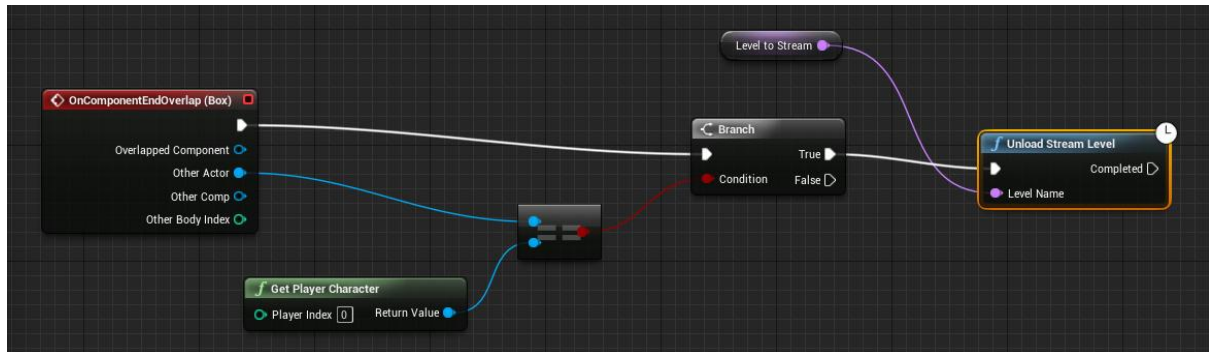 Level to Stream
OnComponentEndOverlap (Box)
Overlapped Component
Other Actor
Other Comp
Other Body Index
Branch
True
Condition
False
Unload Stream Level
Completed
Level Name
==
Get Player Character
Player Index 0
Return Value